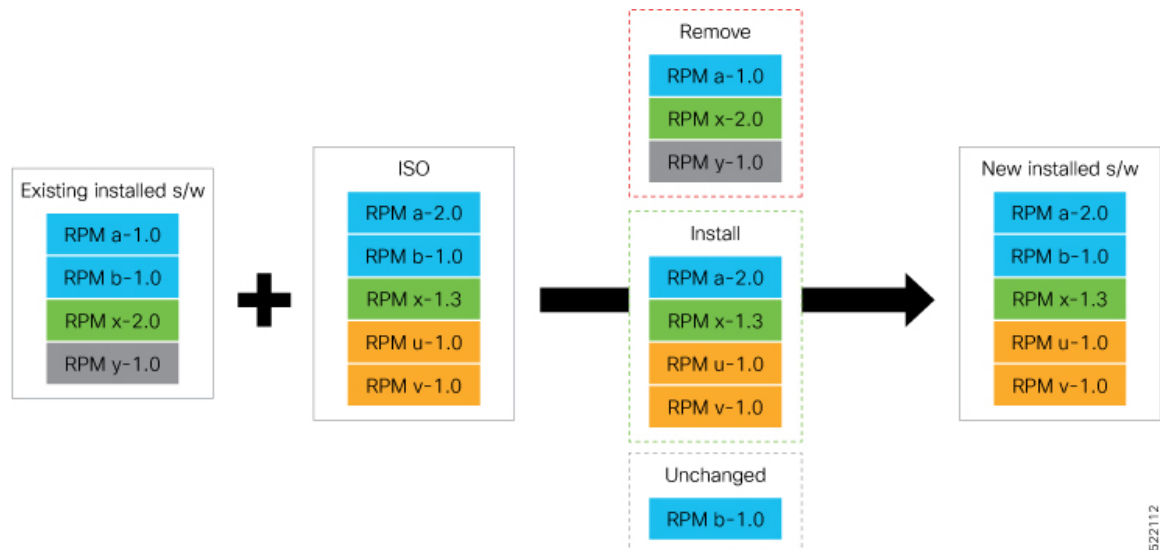 Existing installed s/w
RPM a-1.0
RPM b-1.0
RPM x-2.0
RPM y-1.0
ISO
RPM a-2.0
RPM b-1.0
RPM x-1.3
RPM u-1.0
RPM v-1.0
Remove
RPM a-1.0
RPM x-2.0
RPM y-1.0
Install
RPM a-2.0
RPM x-1.3
RPM u-1.0
RPM v-1.0
Unchanged
RPM b-1.0
New installed s/w
RPM a-2.0
RPM b-1.0
RPM x-1.3
RPM u-1.0
RPM v-1.0
522112